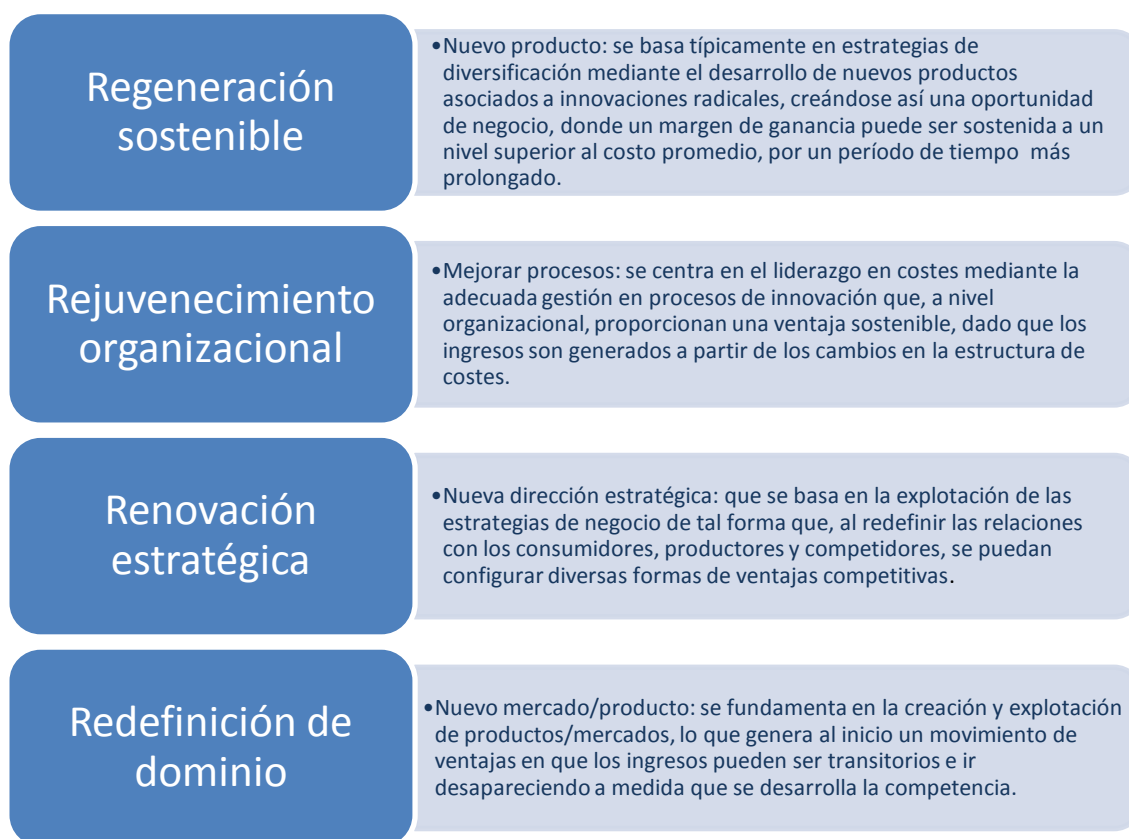 Regeneración
sostenible
•Nuevo producto: se basa típicamente en estrategias de
diversificación mediante el desarrollo de nuevos productos
asociados a innovaciones radicales, creándose así una oportunidad
de negocio, donde un margen de ganancia puede ser sostenida a un
nivel superior al costo promedio, por un período de tiempo más
prolongado.
Rejuvenecimiento
organizacional
•Mejorar procesos: se centra en el liderazgo en costes mediante la
adecuada gestión en procesos de innovación que, a nivel
organizacional, proporcionan una ventaja sostenible, dado que los
ingresos son generados a partir de los cambios en la estructura de
costes.
Renovación
estratégica
•Nueva dirección estratégica: que se basa en la explotación de las
estrategias de negocio de tal forma que, al redefinir las relaciones
con los consumidores, productores y competidores, se puedan
configurar diversas formas de ventajas competitivas.
Redefinición de
dominio
•Nuevo mercado/producto: se fundamenta en la creación y explotación
de productos/mercados, lo que genera al inicio un movimiento de
ventajas en que los ingresos pueden ser transitorios e ir
desapareciendo a medida que se desarrolla la competencia.